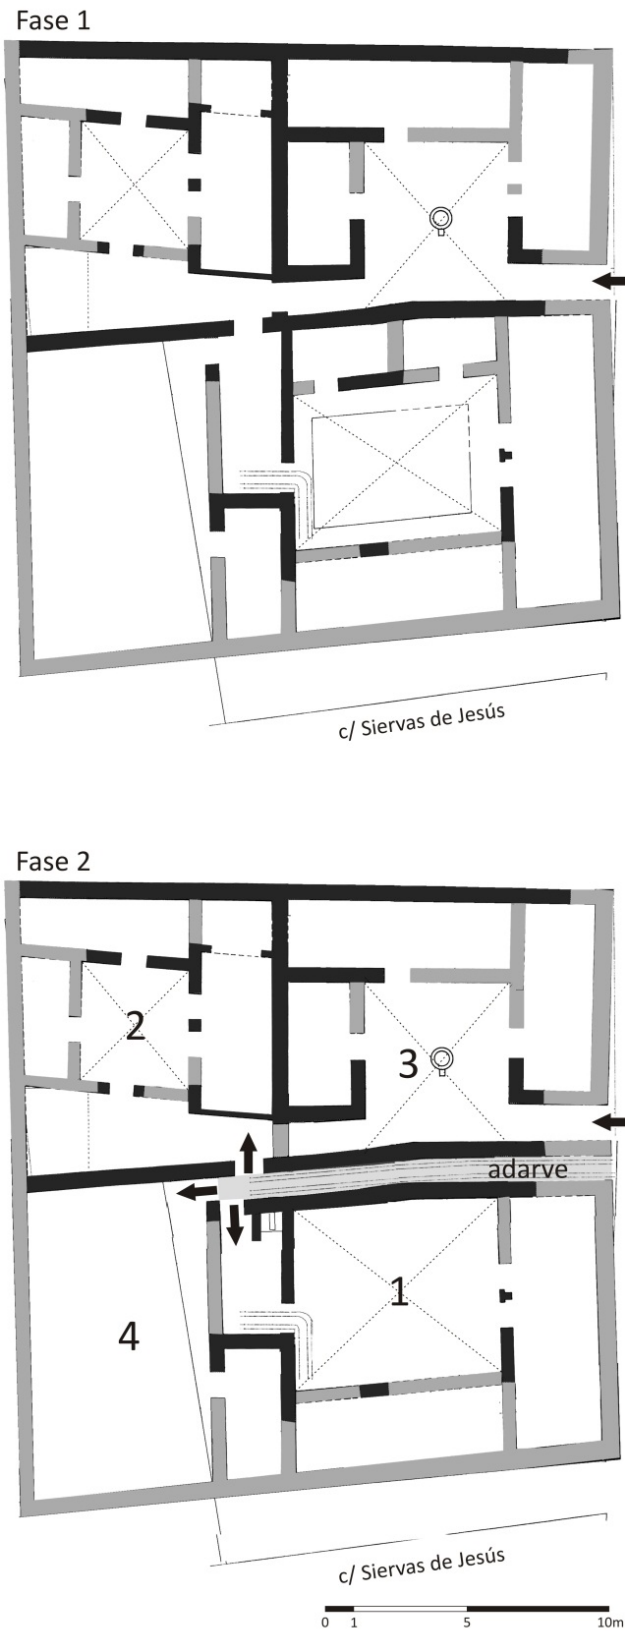 Fase 1
c/ Siervas de Jesús
Fase 2
2
3
adarve
1
4
c/ Siervas de Jesús
0 1 5 10m